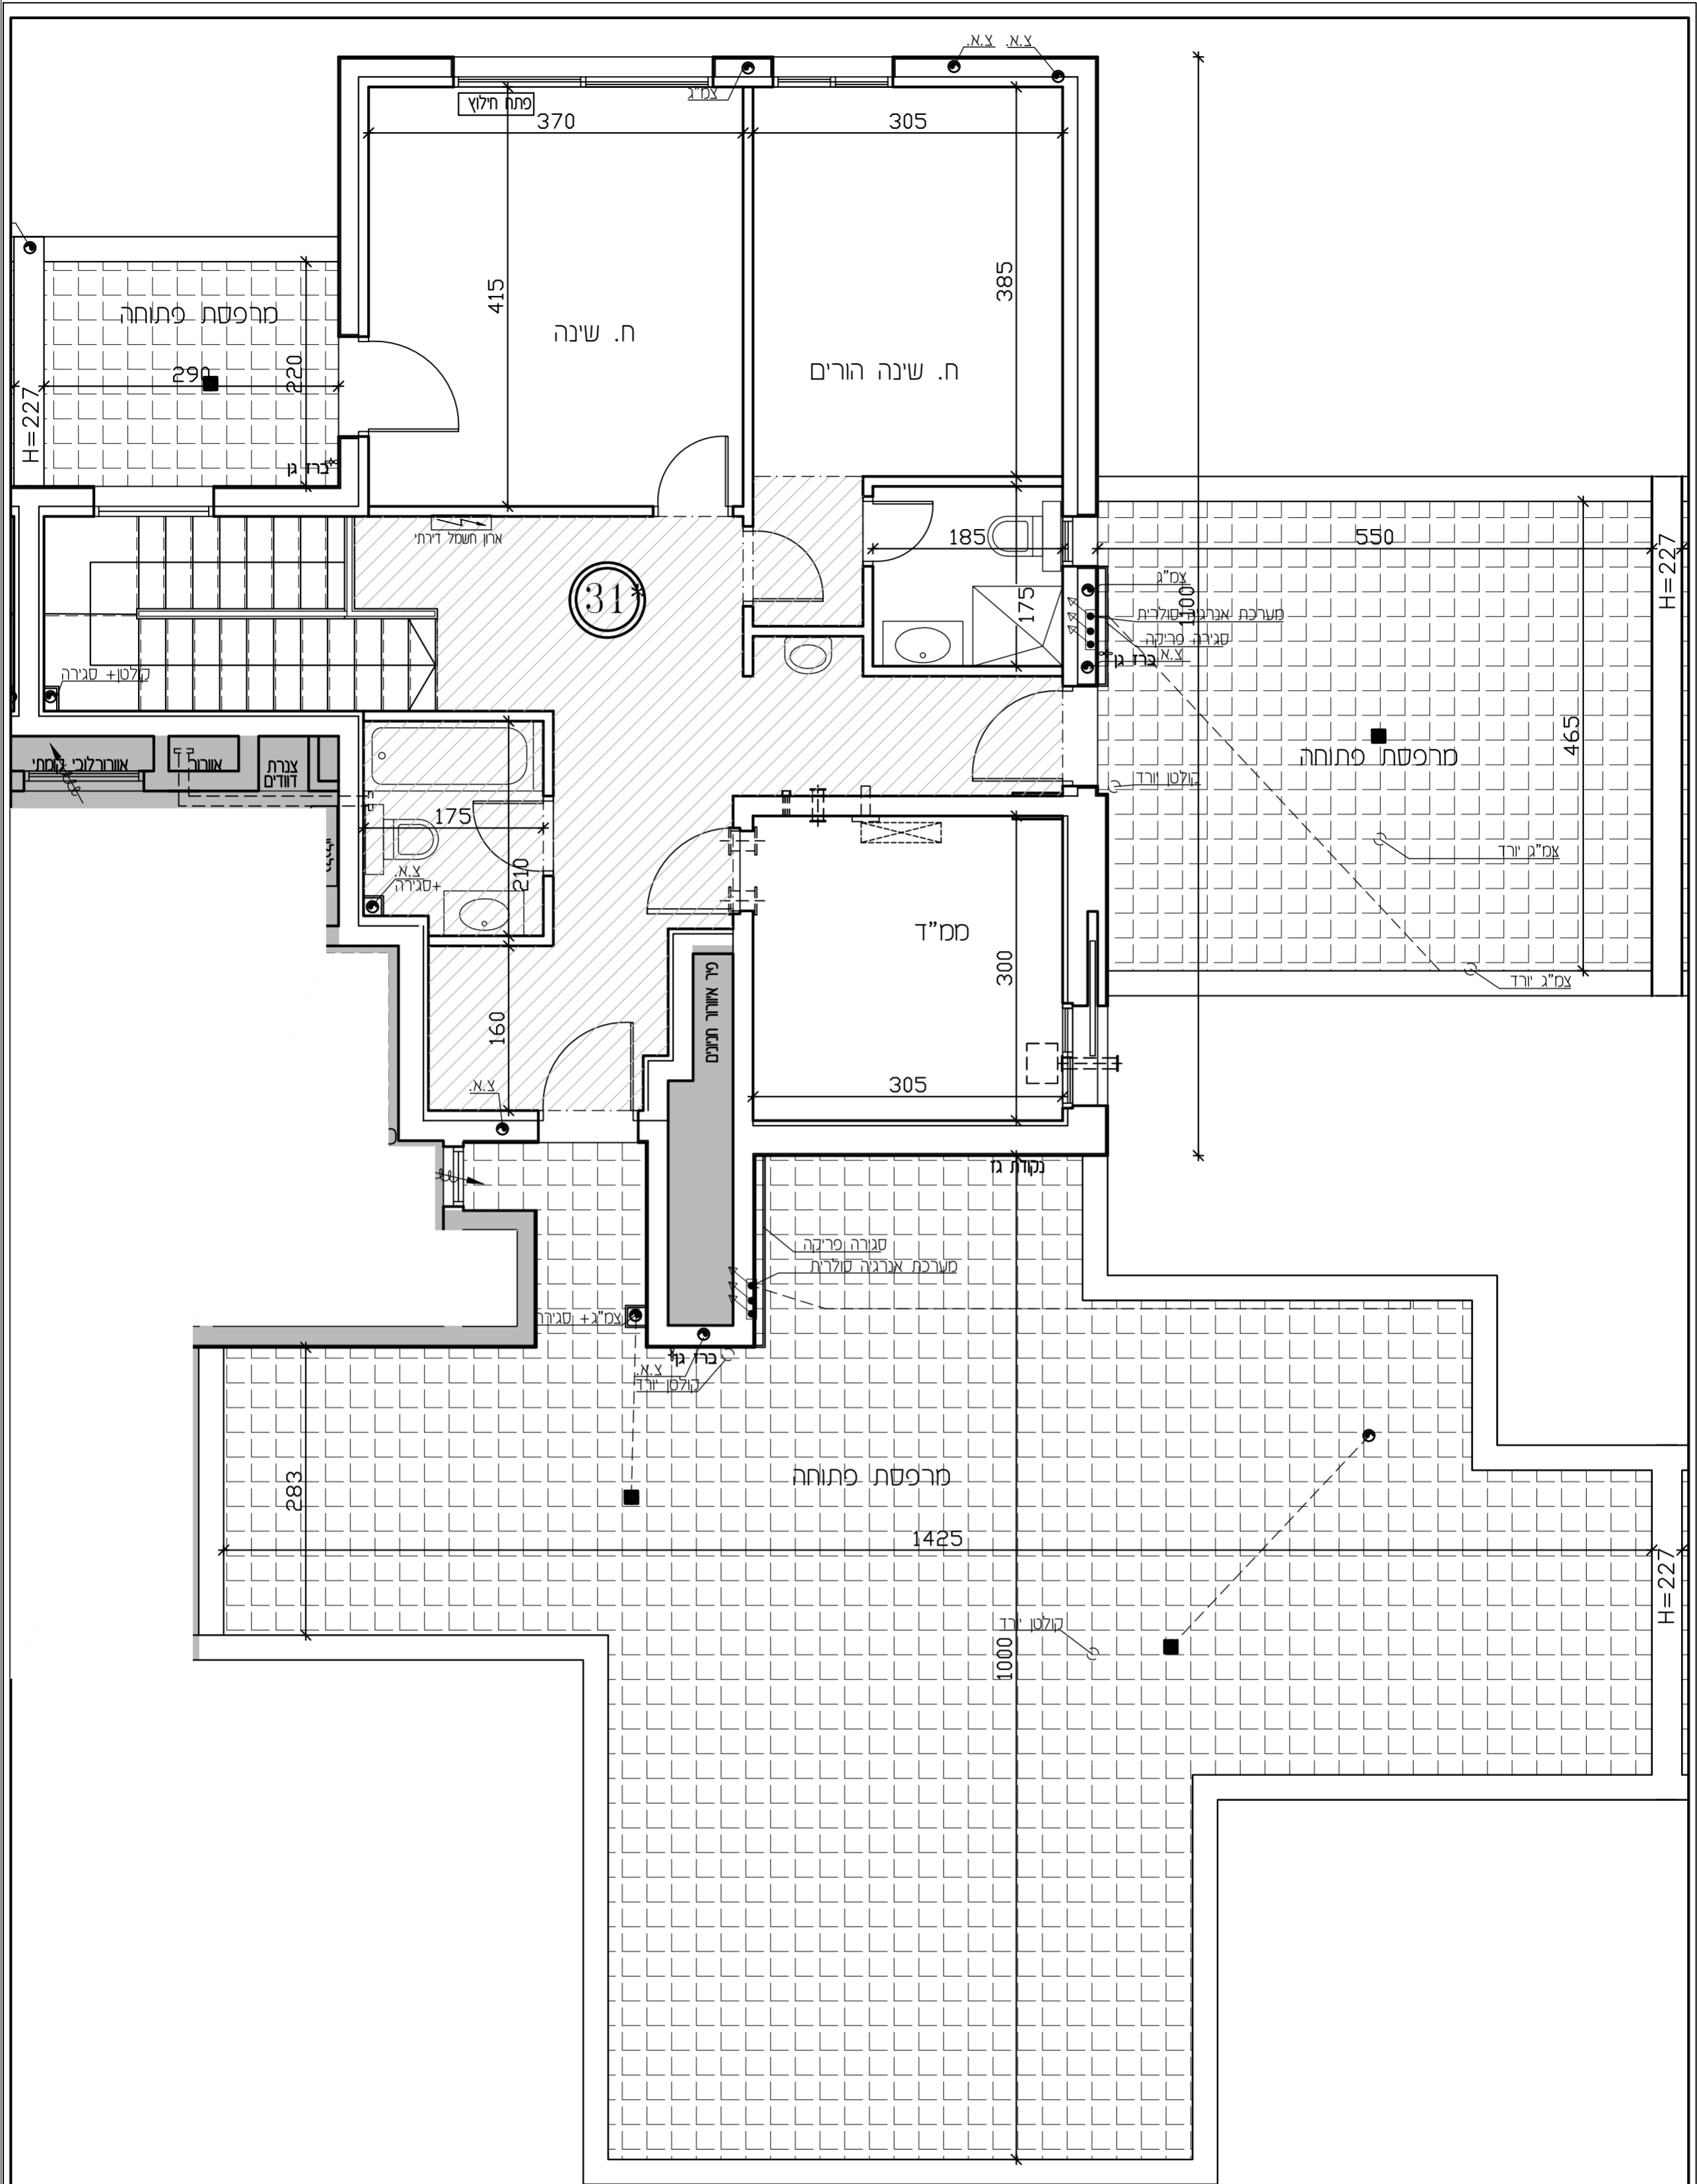 צ.א. צ.א.
צמ"ג
פתח חילוץ
370
305
415
385
ח. שינה
ח. שינה הורים
מרפסת פתוחה
290
220
H=227
ברז גן
ארון חשמל דירתי
31
185
175
550
H=227
צמ"ג
1100
מערכת אנרגיה סולרית
סגירה פריקה
צ.א.
ברז גן
קולטן+ סגירה
465
מרפסת פתוחה
קולטן יורד
צמ"ג יורד
צמ"ג יורד
אוורור
צנרת
דוודים
175
210
צ.א.
+סגירה
ממ"ד
300
305
160
צ.א.
נקודת גז
סגירה פריקה
מערכת אנרגיה סולרית
צמ"ג+ סגירה
ברז גן
צ.א.
קולטן יורד
283
מרפסת פתוחה
1425
H=227
קולטן יורד
1000